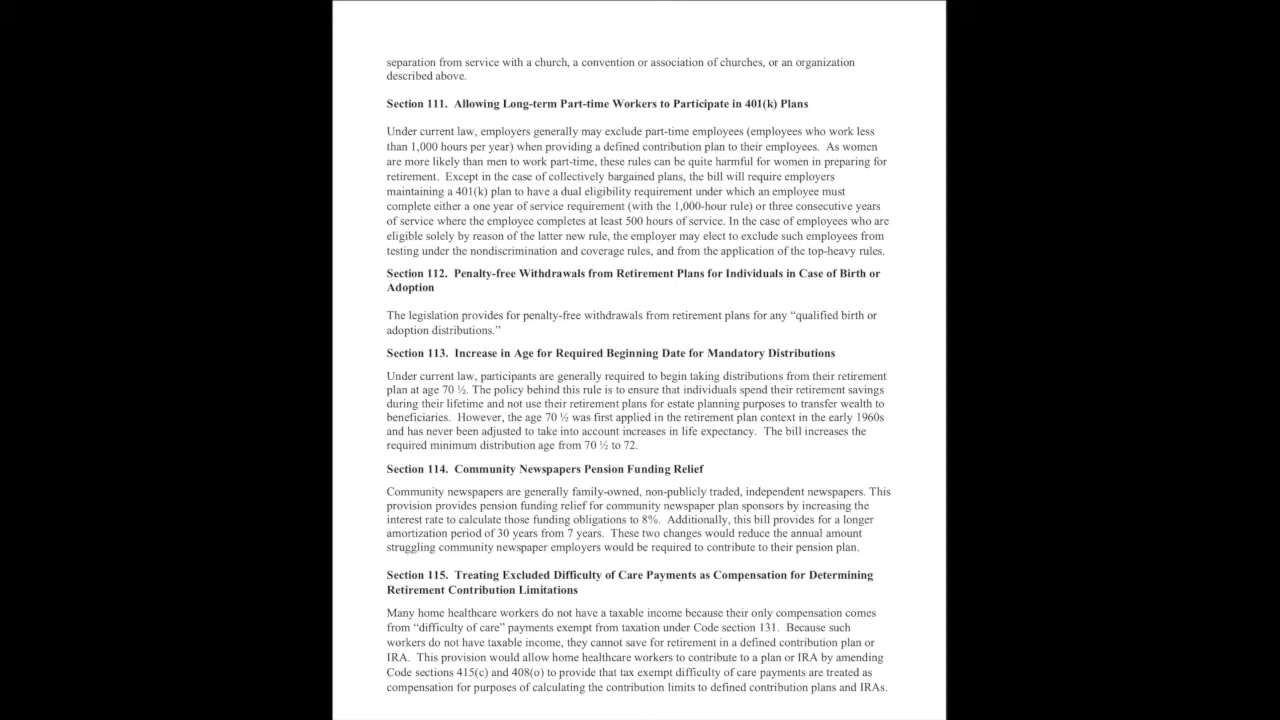 separation from service with a church, a convention or association of churches, or an organization
described above.
Section 111.  Allowing Long-term Part-time Workers to Participate in 401(k) Plans
Under current law, employers generally may exclude part-time employees (employees who work less
than 1,000 hours per year) when providing a defined contribution plan to their employees.  As women
are more likely than men to work part-time, these rules can be quite harmful for women in preparing for
retirement.  Except in the case of collectively bargained plans, the bill will require employers
maintaining a 401(k) plan to have a dual eligibility requirement under which an employee must
complete either a one year of service requirement (with the 1,000-hour rule) or three consecutive years
of service where the employee completes at least 500 hours of service. In the case of employees who are
eligible solely by reason of the latter new rule, the employer may elect to exclude such employees from
testing under the nondiscrimination and coverage rules, and from the application of the top-heavy rules.
Section 112.  Penalty-free Withdrawals from Retirement Plans for Individuals in Case of Birth or
Adoption
The legislation provides for penalty-free withdrawals from retirement plans for any “qualified birth or
adoption distributions.”
Section 113.  Increase in Age for Required Beginning Date for Mandatory Distributions
Under current law, participants are generally required to begin taking distributions from their retirement
plan at age 70 ½. The policy behind this rule is to ensure that individuals spend their retirement savings
during their lifetime and not use their retirement plans for estate planning purposes to transfer wealth to
beneficiaries.  However, the age 70 ½ was first applied in the retirement plan context in the early 1960s
and has never been adjusted to take into account increases in life expectancy.  The bill increases the
required minimum distribution age from 70 ½ to 72.
Section 114.  Community Newspapers Pension Funding Relief
Community newspapers are generally family-owned, non-publicly traded, independent newspapers. This
provision provides pension funding relief for community newspaper plan sponsors by increasing the
interest rate to calculate those funding obligations to 8%.  Additionally, this bill provides for a longer
amortization period of 30 years from 7 years.  These two changes would reduce the annual amount
struggling community newspaper employers would be required to contribute to their pension plan.
Section 115.  Treating Excluded Difficulty of Care Payments as Compensation for Determining
Retirement Contribution Limitations
Many home healthcare workers do not have a taxable income because their only compensation comes
from “difficulty of care” payments exempt from taxation under Code section 131.  Because such
workers do not have taxable income, they cannot save for retirement in a defined contribution plan or
IRA.  This provision would allow home healthcare workers to contribute to a plan or IRA by amending
Code sections 415(c) and 408(o) to provide that tax exempt difficulty of care payments are treated as
compensation for purposes of calculating the contribution limits to defined contribution plans and IRAs.